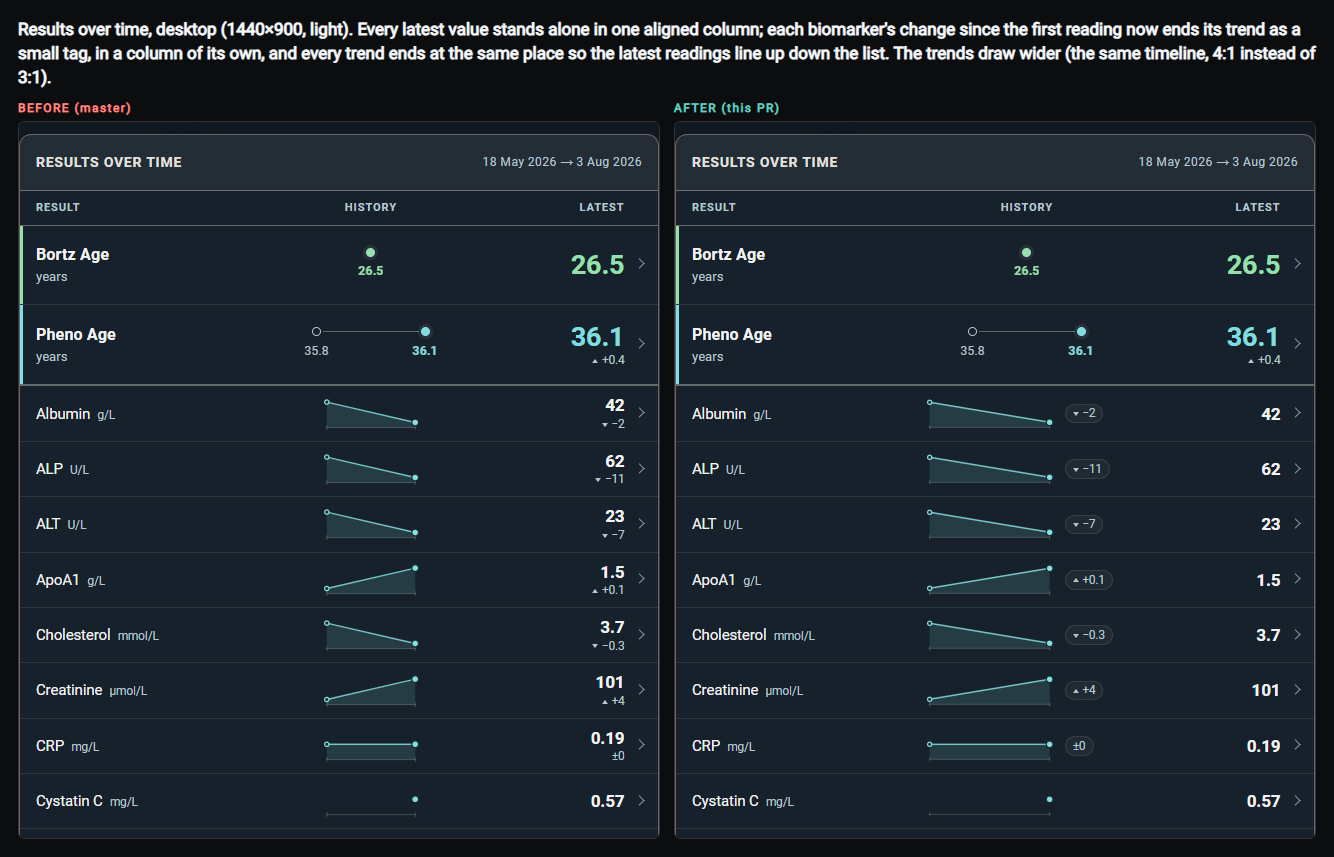 Results over time, desktop (1440×900, light). Every latest value stands alone in one aligned column; each biomarker's change since the first reading now ends its trend as a
small tag, in a column of its own, and every trend ends at the same place so the latest readings line up down the list. The trends draw wider (the same timeline, 4:1 instead of
3:1).
BEFORE (master)
RESULTS OVER TIME 18 May 2026 → 3 Aug 2026
RESULT HISTORY LATEST
Bortz Age
years
26.5
26.5
Pheno Age
years
35.8 36.1
36.1
▲ +0.4
Albumin g/L 42
▼ −2
ALP U/L 62
▼ −11
ALT U/L 23
▼ −7
ApoA1 g/L 1.5
▲ +0.1
Cholesterol mmol/L 3.7
▼ −0.3
Creatinine µmol/L 101
▲ +4
CRP mg/L 0.19
±0
Cystatin C mg/L 0.57
AFTER (this PR)
RESULTS OVER TIME 18 May 2026 → 3 Aug 2026
RESULT HISTORY LATEST
Bortz Age
years
26.5
26.5
Pheno Age
years
35.8 36.1
36.1
▲ +0.4
Albumin g/L ▼ −2 42
ALP U/L ▼ −11 62
ALT U/L ▼ −7 23
ApoA1 g/L ▲ +0.1 1.5
Cholesterol mmol/L ▼ −0.3 3.7
Creatinine µmol/L ▲ +4 101
CRP mg/L ±0 0.19
Cystatin C mg/L 0.57